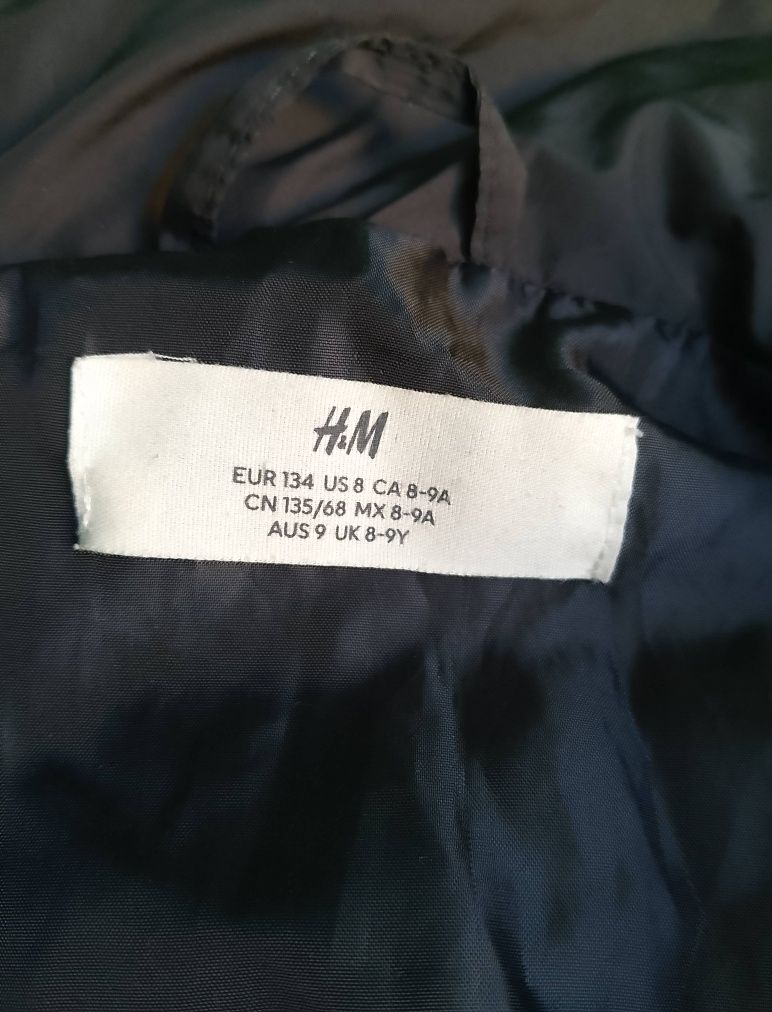 H&M
EUR 134 US 8 CA 8-9A
CN 135/68 MX 8-9A
AUS 9 UK 8-9Y